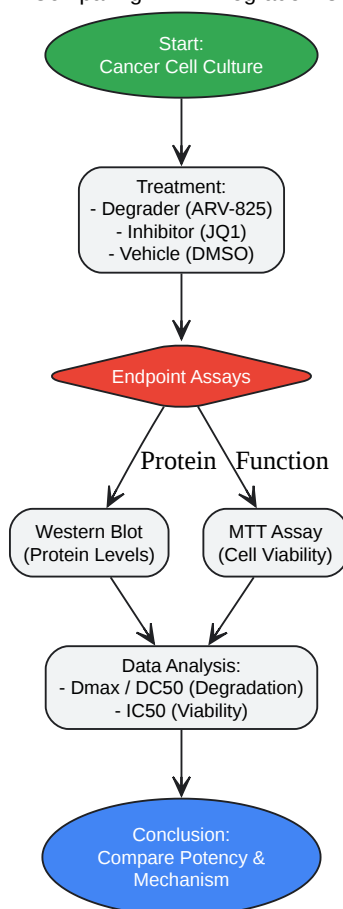 Start:
Cancer Cell Culture
Treatment:
- Degrader (ARV-825)
- Inhibitor (JQ1)
- Vehicle (DMSO)
Endpoint Assays
Protein Function
Western Blot
(Protein Levels)
MTT Assay
(Cell Viability)
Data Analysis:
- Dmax / DC50 (Degradation)
- IC50 (Viability)
Conclusion:
Compare Potency &
Mechanism